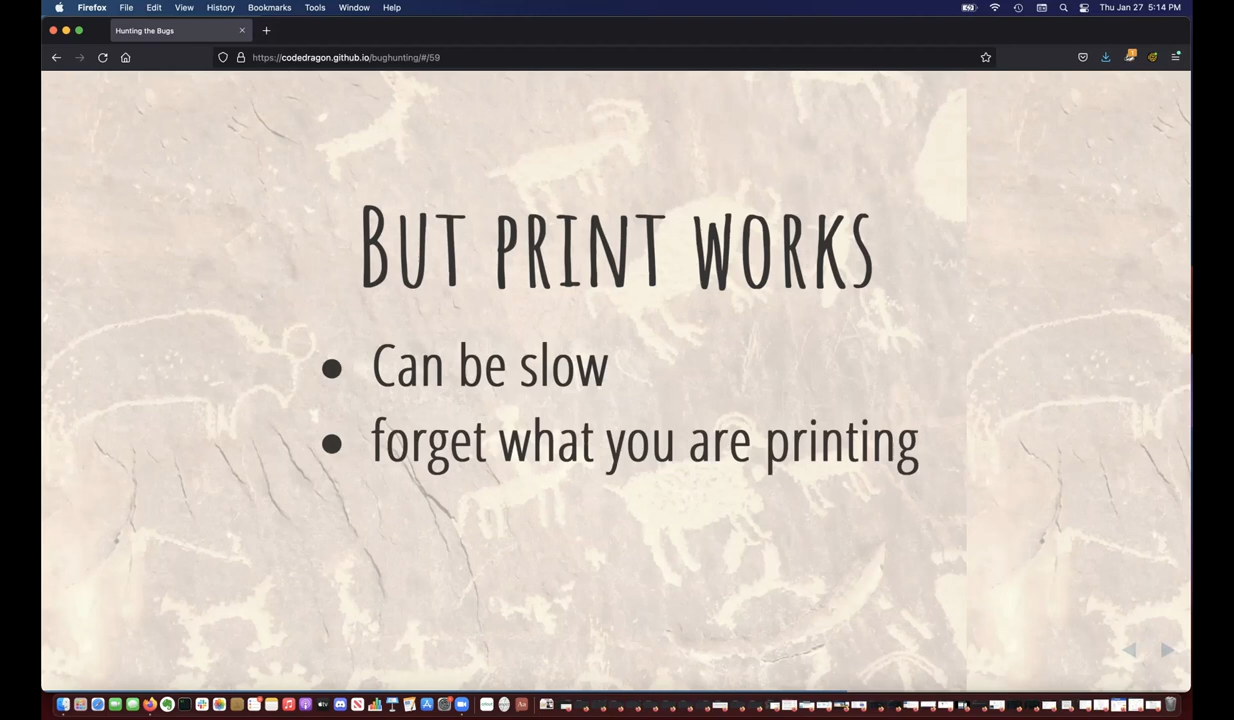 Firefox File Edit View History Bookmarks Tools Window Help
Thu Jan 27 5:14 PM
Hunting the Bugs
https://codedragon.github.io/bughunting/#/59
But print works
Can be slow
forget what you are printing